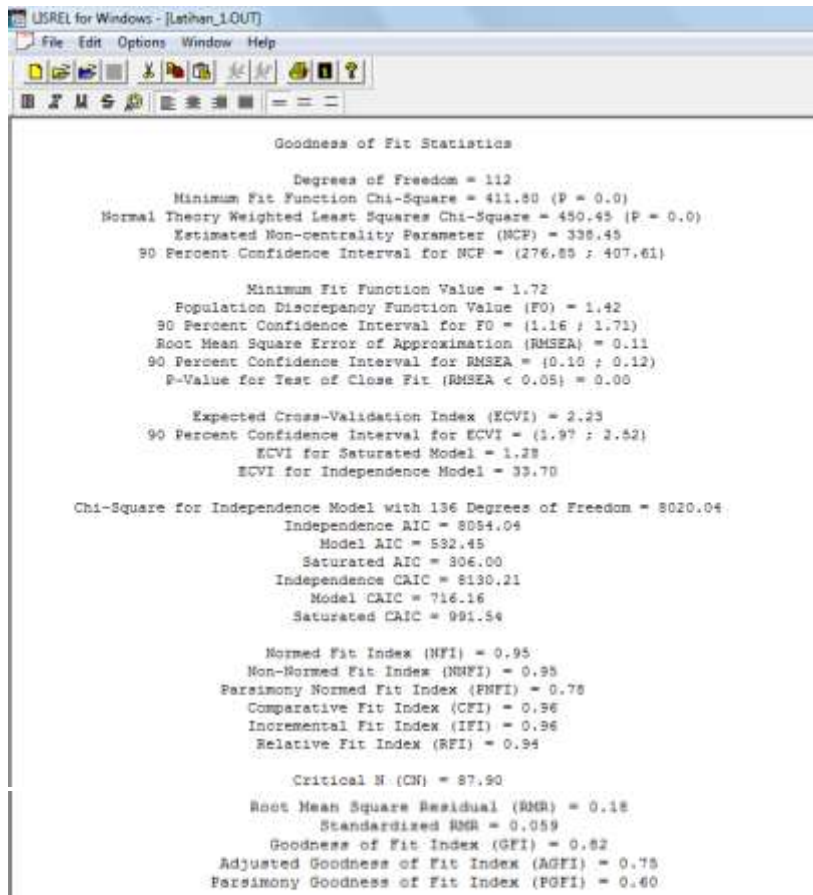 LISREL for Windows - [Latihan_1.OUT]
File Edit Options Window Help
Goodness of Fit Statistics
Degrees of Freedom = 112
Minimum Fit Function Chi-Square = 411.80 (P = 0.0)
Normal Theory Weighted Least Squares Chi-Square = 450.45 (P = 0.0)
Estimated Non-centrality Parameter (NCP) = 338.45
90 Percent Confidence Interval for NCP = (276.85 ; 407.61)
Minimum Fit Function Value = 1.72
Population Discrepancy Function Value (F0) = 1.42
90 Percent Confidence Interval for F0 = (1.16 ; 1.71)
Root Mean Square Error of Approximation (RMSEA) = 0.11
90 Percent Confidence Interval for RMSEA = (0.10 ; 0.12)
P-Value for Test of Close Fit (RMSEA < 0.05) = 0.00
Expected Cross-Validation Index (ECVI) = 2.23
90 Percent Confidence Interval for ECVI = (1.97 ; 2.52)
ECVI for Saturated Model = 1.28
ECVI for Independence Model = 33.70
Chi-Square for Independence Model with 136 Degrees of Freedom = 8020.04
Independence AIC = 8054.04
Model AIC = 532.45
Saturated AIC = 306.00
Independence CAIC = 8130.21
Model CAIC = 716.16
Saturated CAIC = 991.54
Normed Fit Index (NFI) = 0.95
Non-Normed Fit Index (NNFI) = 0.95
Parsimony Normed Fit Index (PNFI) = 0.78
Comparative Fit Index (CFI) = 0.96
Incremental Fit Index (IFI) = 0.96
Relative Fit Index (RFI) = 0.94
Critical N (CN) = 87.90
Root Mean Square Residual (RMR) = 0.18
Standardized RMR = 0.059
Goodness of Fit Index (GFI) = 0.82
Adjusted Goodness of Fit Index (AGFI) = 0.75
Parsimony Goodness of Fit Index (PGFI) = 0.60